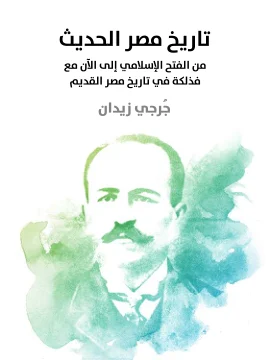 تاريخ مصر الحديث
من الفتح الإسلامي إلى الآن مع
فذلكة في تاريخ مصر القديم
جُرجي زيدان